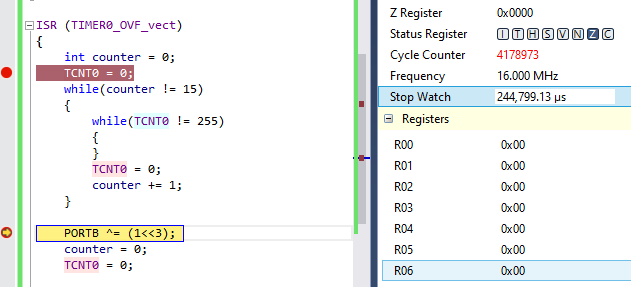 ISR (TIMER0_OVF_vect)
{
int counter = 0;
TCNT0 = 0;
while(counter != 15)
{
while(TCNT0 != 255)
{
}
TCNT0 = 0;
counter += 1;
}
PORTB ^= (1<<3);
counter = 0;
TCNT0 = 0;
Z Register 0x0000
Status Register I T H S V N Z C
Cycle Counter 4178973
Frequency 16.000 MHz
Stop Watch 244,799.13 µs
Registers
R00 0x00
R01 0x00
R02 0x00
R03 0x00
R04 0x00
R05 0x00
R06 0x00